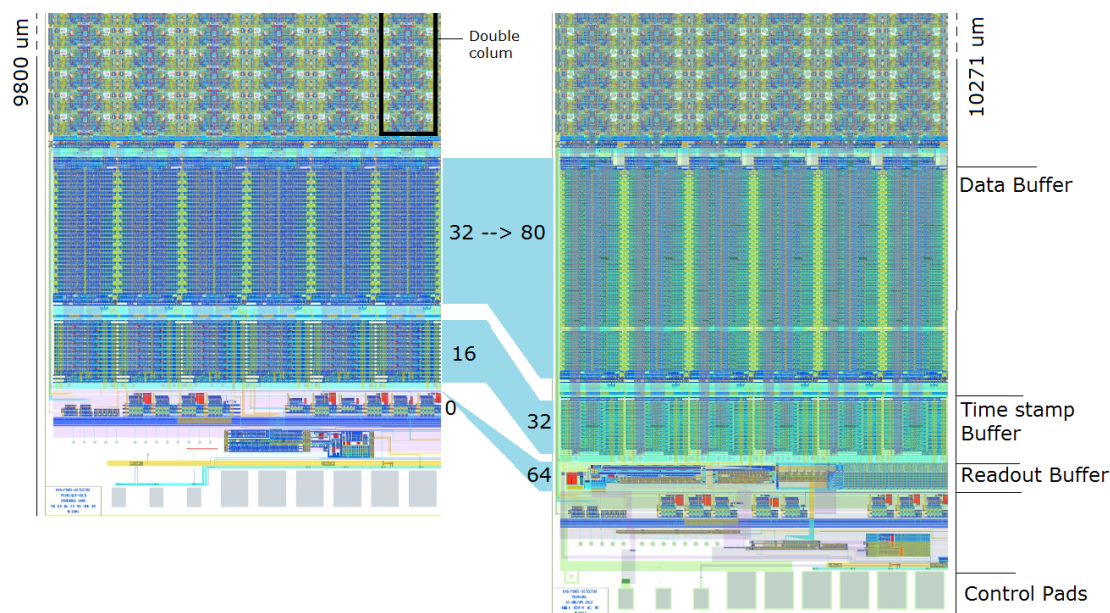 9800 um
Double
colum
10271 um
Data Buffer
32 --> 80
16
0
32
64
Time stamp
Buffer
Readout Buffer
Control Pads